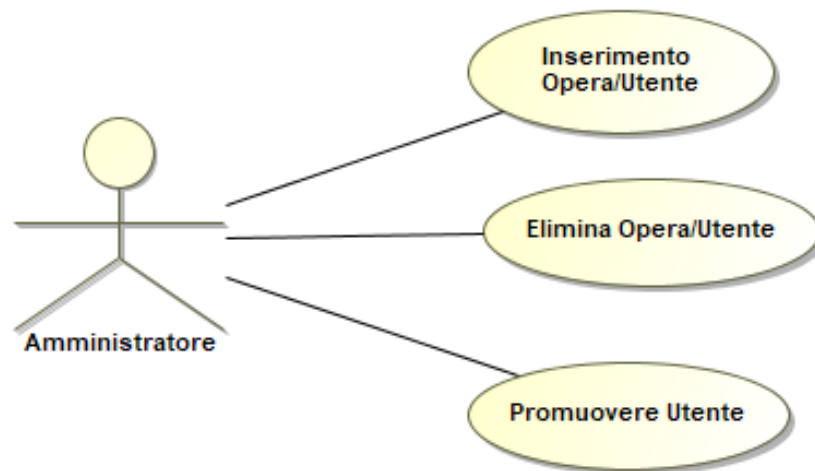 Inserimento
Opera/Utente
Elimina Opera/Utente
Amministratore
Promuovere Utente